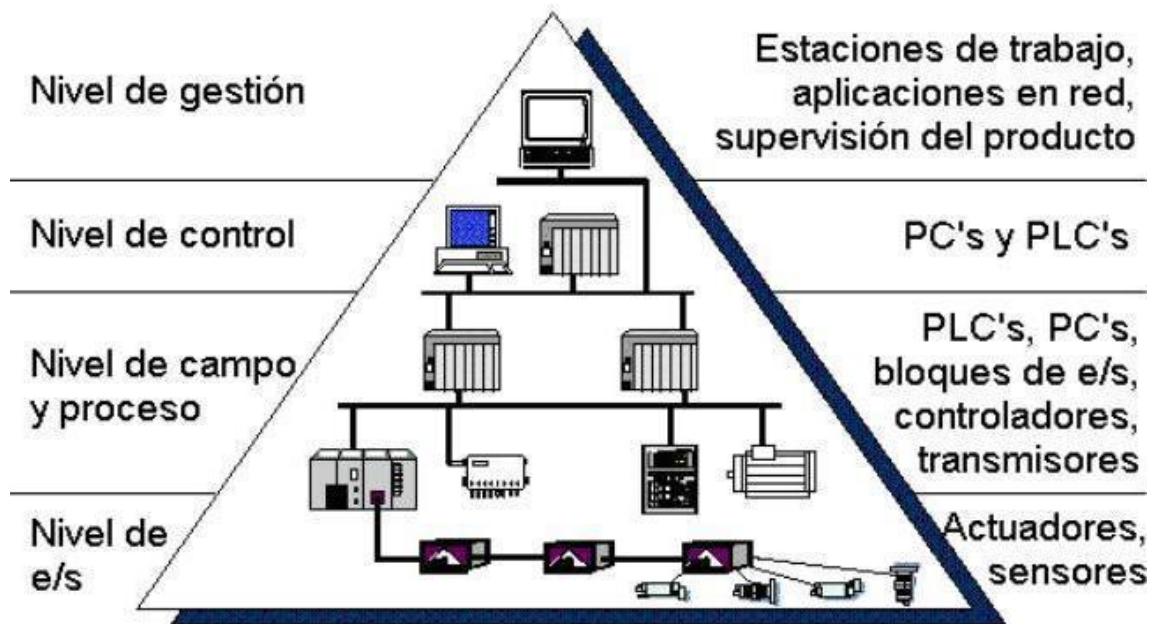 Nivel de gestión
Estaciones de trabajo,
aplicaciones en red,
supervisión del producto
Nivel de control
PC's y PLC's
Nivel de campo
y proceso
PLC's, PC's,
bloques de e/s,
controladores,
transmisores
Nivel de
e/s
Actuadores,
sensores